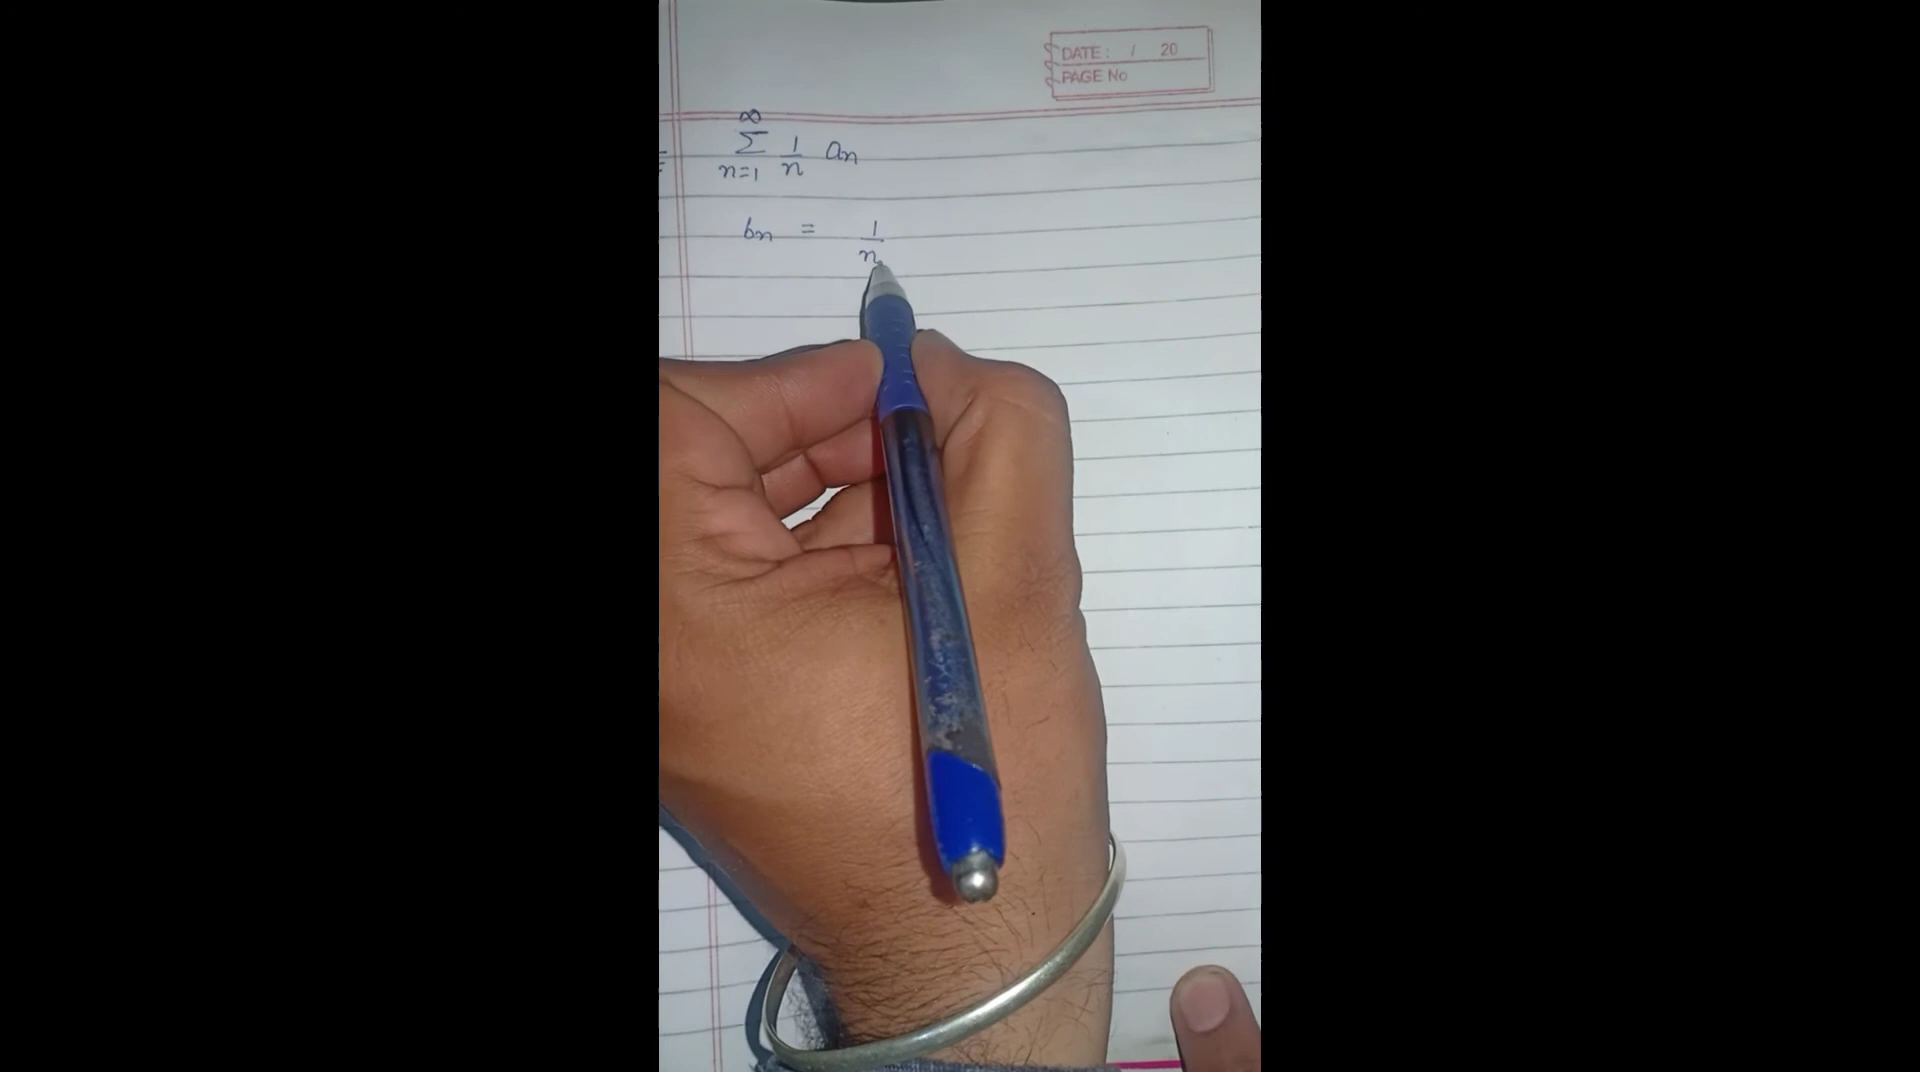 DATE: / 20
PAGE No
∞
Σ 1/n an
n=1
bn = 1/n